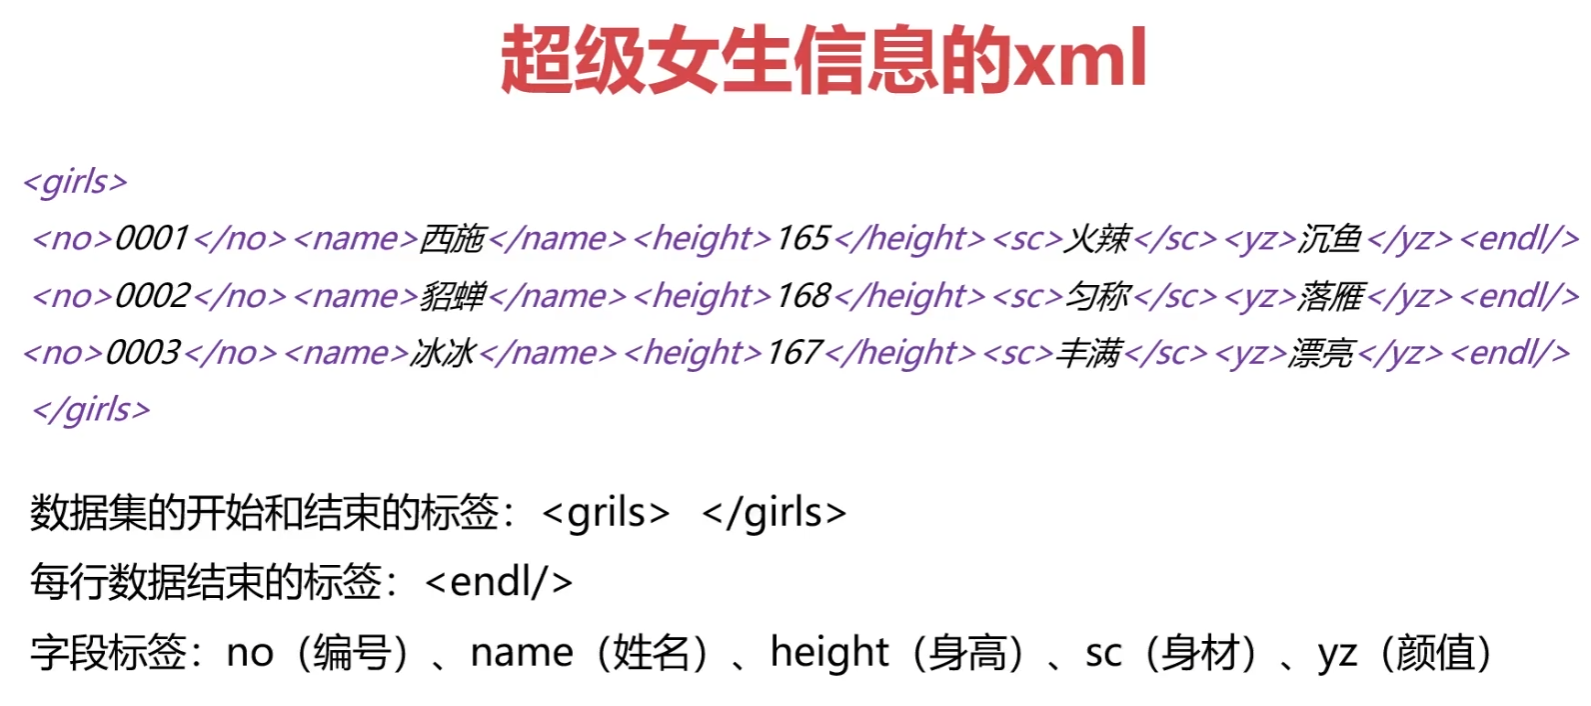 超级女生信息的xml
<girls>
<no>0001</no><name>西施</name><height>165</height><sc>火辣</sc><yz>沉鱼</yz><endl/>
<no>0002</no><name>貂蝉</name><height>168</height><sc>匀称</sc><yz>落雁</yz><endl/>
<no>0003</no><name>冰冰</name><height>167</height><sc>丰满</sc><yz>漂亮</yz><endl/>
</girls>
数据集的开始和结束的标签：<grils> </girls>
每行数据结束的标签：<endl/>
字段标签：no（编号）、name（姓名）、height（身高）、sc（身材）、yz（颜值）